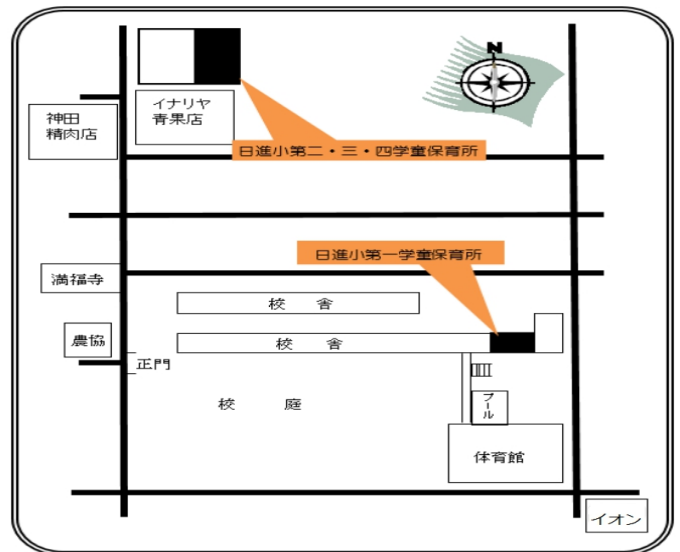 N
神田
精肉店
イナリヤ
青果店
日進小第二・三・四学童保育所
日進小第一学童保育所
満福寺
校　舎
農協
校　舎
正門
校　庭
プール
体育館
イオン